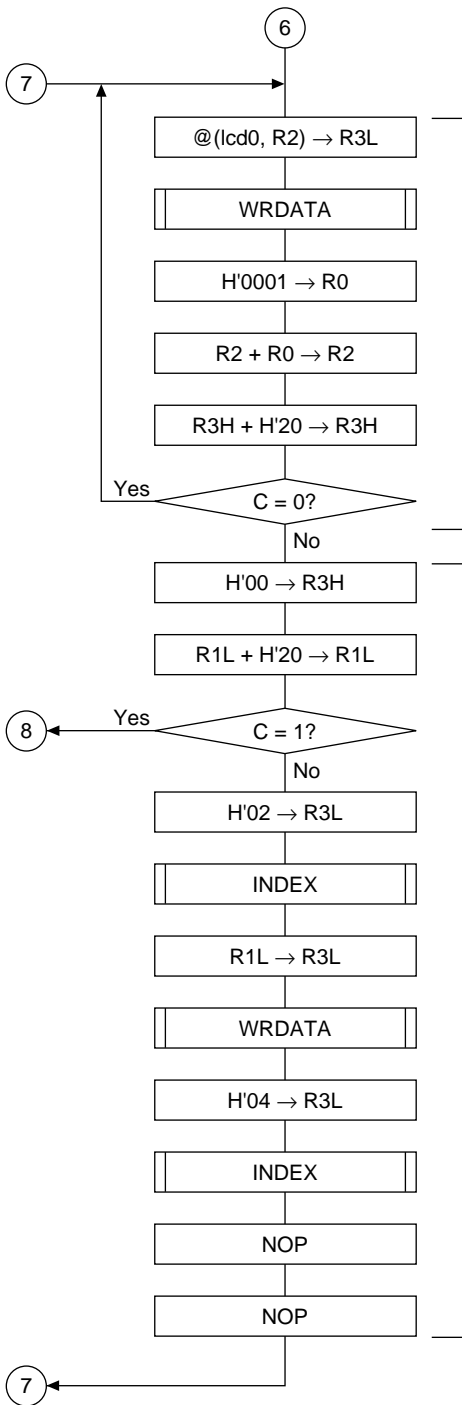 6
7
@(lcd0, R2) → R3L
WRDATA
H'0001 → R0
R2 + R0 → R2
R3H + H'20 → R3H
Yes
C = 0?
No
H'00 → R3H
R1L + H'20 → R1L
8
Yes
C = 1?
No
H'02 → R3L
INDEX
R1L → R3L
WRDATA
H'04 → R3L
INDEX
NOP
NOP
7